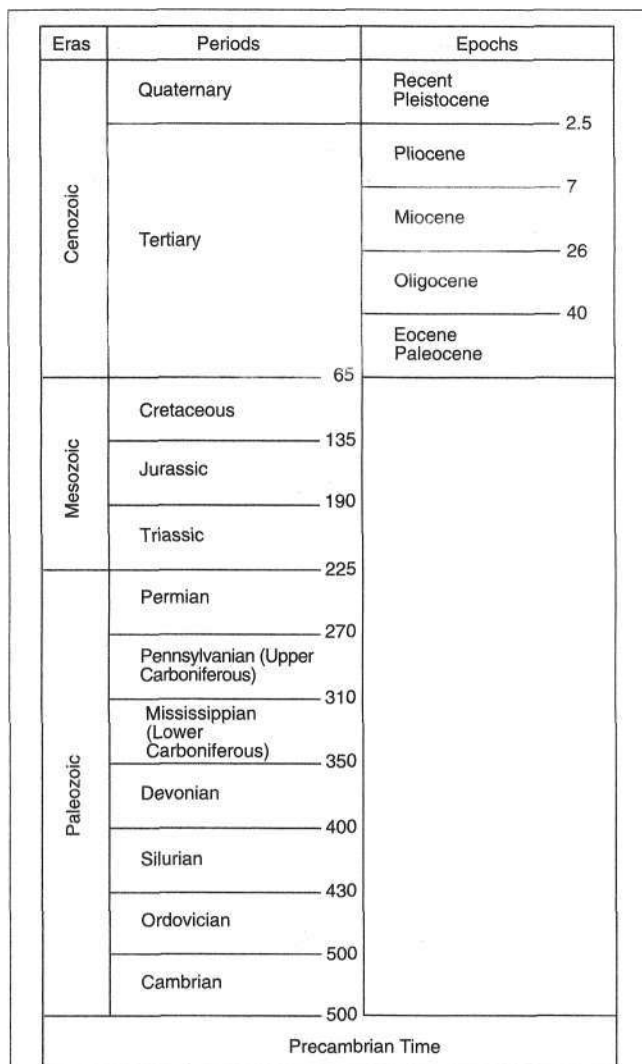 Eras Periods Epochs
Cenozoic
Quaternary
Recent
Pleistocene
2.5
Tertiary
Pliocene
7
Miocene
26
Oligocene
40
Eocene
Paleocene
65
Mesozoic
Cretaceous
135
Jurassic
190
Triassic
225
Paleozoic
Permian
270
Pennsylvanian (Upper
Carboniferous)
310
Mississippian
(Lower
Carboniferous)
350
Devonian
400
Silurian
430
Ordovician
500
Cambrian
500
Precambrian Time